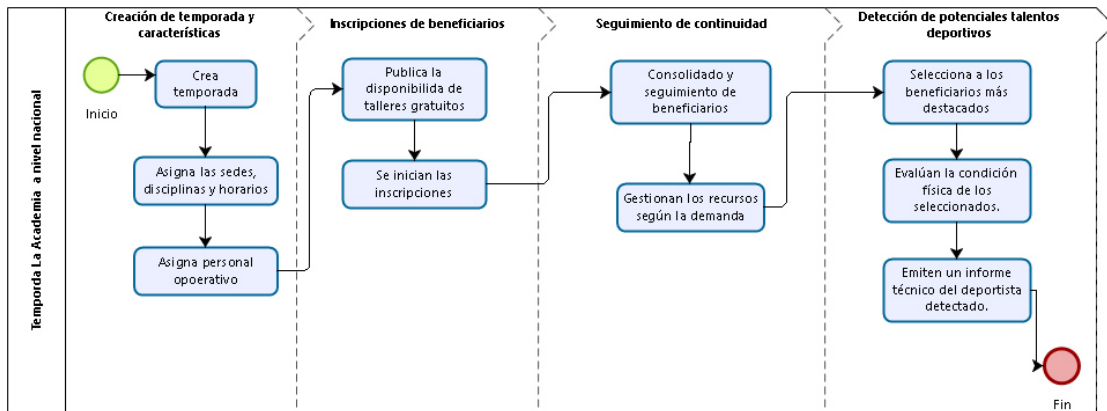 Temporda La Academia a nivel nacional
Creación de temporada y
características
Inicio
Crea
temporada
Asigna las sedes,
disciplinas y horarios
Asigna personal
opoerativo
Inscripciones de beneficiarios
Publica la
disponibilida de
talleres gratuitos
Se inician las
inscripciones
Seguimiento de continuidad
Consolidado y
seguimiento de
beneficiarios
Gestionan los recursos
según la demanda
Detección de potenciales talentos
deportivos
Selecciona a los
beneficiarios más
destacados
Evalúan la condición
física de los
seleccionados.
Emiten un informe
técnico del deportista
detectado.
Fin